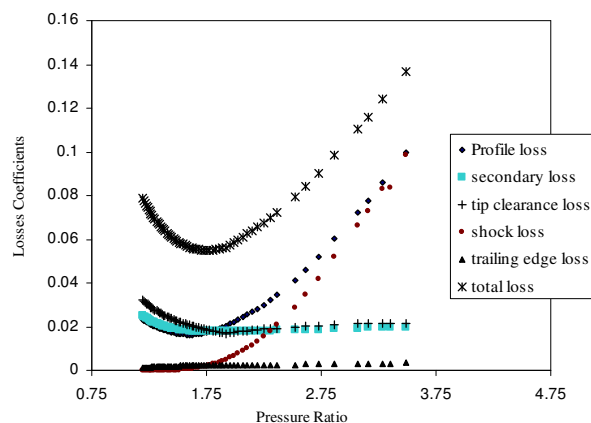 0.16
0.14
0.12
0.1
0.08
0.06
0.04
0.02
0
Losses Coefficients
0.75
1.75
2.75
3.75
4.75
Pressure Ratio
Profile loss
secondary loss
tip clearance loss
shock loss
trailing edge loss
total loss